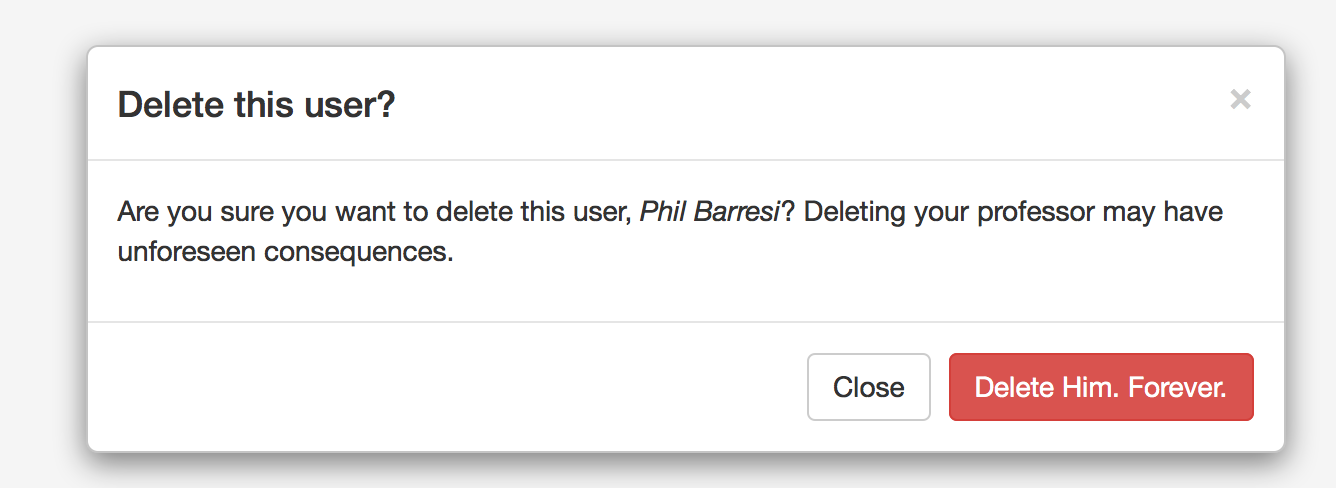 Delete this user?
×
Are you sure you want to delete this user, Phil Barresi? Deleting your professor may have
unforeseen consequences.
Close
Delete Him. Forever.